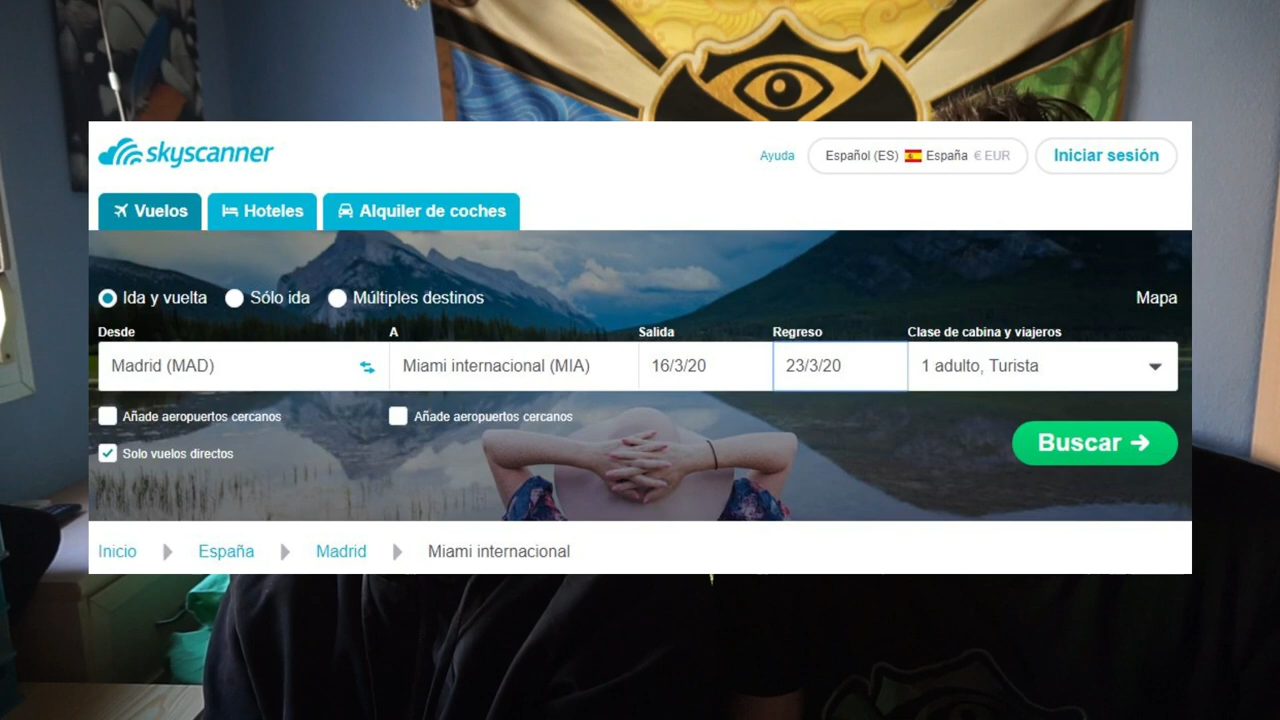 skyscanner
Ayuda Español (ES) España € EUR Iniciar sesión
Vuelos Hoteles Alquiler de coches
Ida y vuelta Sólo ida Múltiples destinos Mapa
Desde A Salida Regreso Clase de cabina y viajeros
Madrid (MAD) Miami internacional (MIA) 16/3/20 23/3/20 1 adulto, Turista
Añade aeropuertos cercanos Añade aeropuertos cercanos
Solo vuelos directos Buscar
Inicio España Madrid Miami internacional